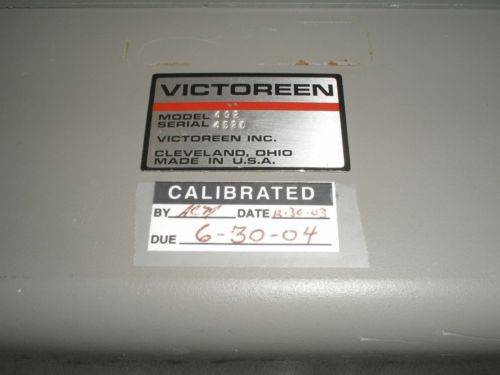 VICTOREEN
MODEL
SERIAL
VICTOREEN INC.
CLEVELAND, OHIO
MADE IN U.S.A.
CALIBRATED
BY DATE 12-30-03
DUE 6-30-04